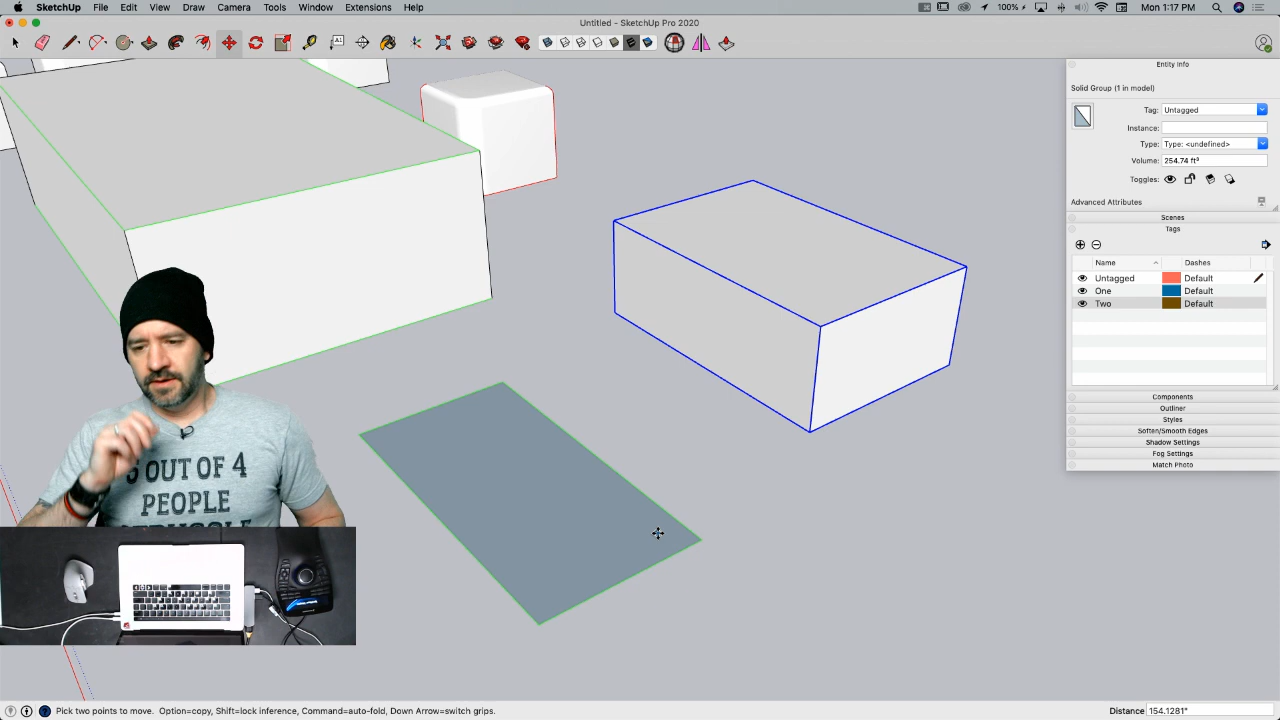 SketchUp File Edit View Draw Camera Tools Window Extensions Help 100% Mon 1:17 PM
Untitled - SketchUp Pro 2020
Entity Info
Solid Group (1 in model)
Tag: Untagged
Instance:
Type: Type: <undefined>
Volume: 254.74 ft³
Toggles:
Advanced Attributes
Scenes
Tags
Name Dashes
Untagged Default
One Default
Two Default
Components
Outliner
Styles
Soften/Smooth Edges
Shadow Settings
Fog Settings
Match Photo
OUT OF 4
PEOPLE
Pick two points to move. Option=copy, Shift=lock inference, Command=auto-fold, Down Arrow=switch grips.
Distance 154.1281"